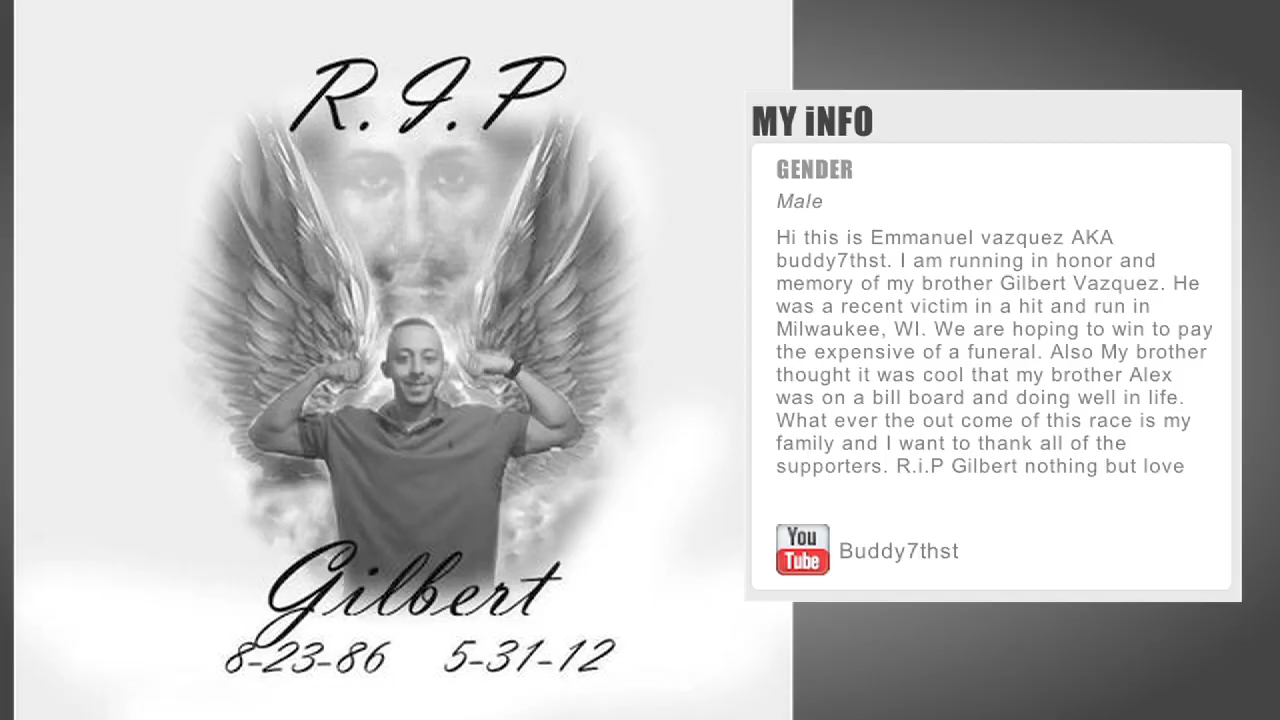 R.I.P
Gilbert
8-23-86 5-31-12
MY iNFO
GENDER
Male
Hi this is Emmanuel vazquez AKA
buddy7thst. I am running in honor and
memory of my brother Gilbert Vazquez. He
was a recent victim in a hit and run in
Milwaukee, WI. We are hoping to win to pay
the expensive of a funeral. Also My brother
thought it was cool that my brother Alex
was on a bill board and doing well in life.
What ever the out come of this race is my
family and I want to thank all of the
supporters. R.i.P Gilbert nothing but love
You
Tube
Buddy7thst